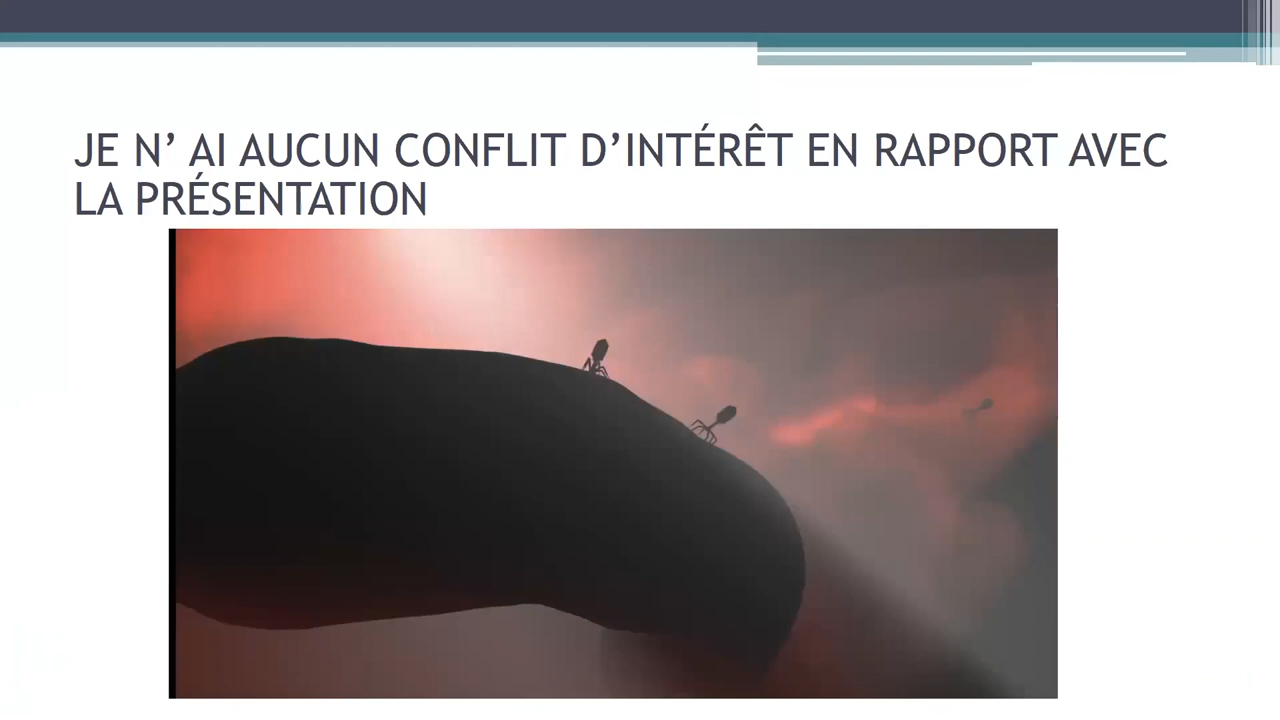 JE N’ AI AUCUN CONFLIT D’INTÉRÊT EN RAPPORT AVEC
LA PRÉSENTATION